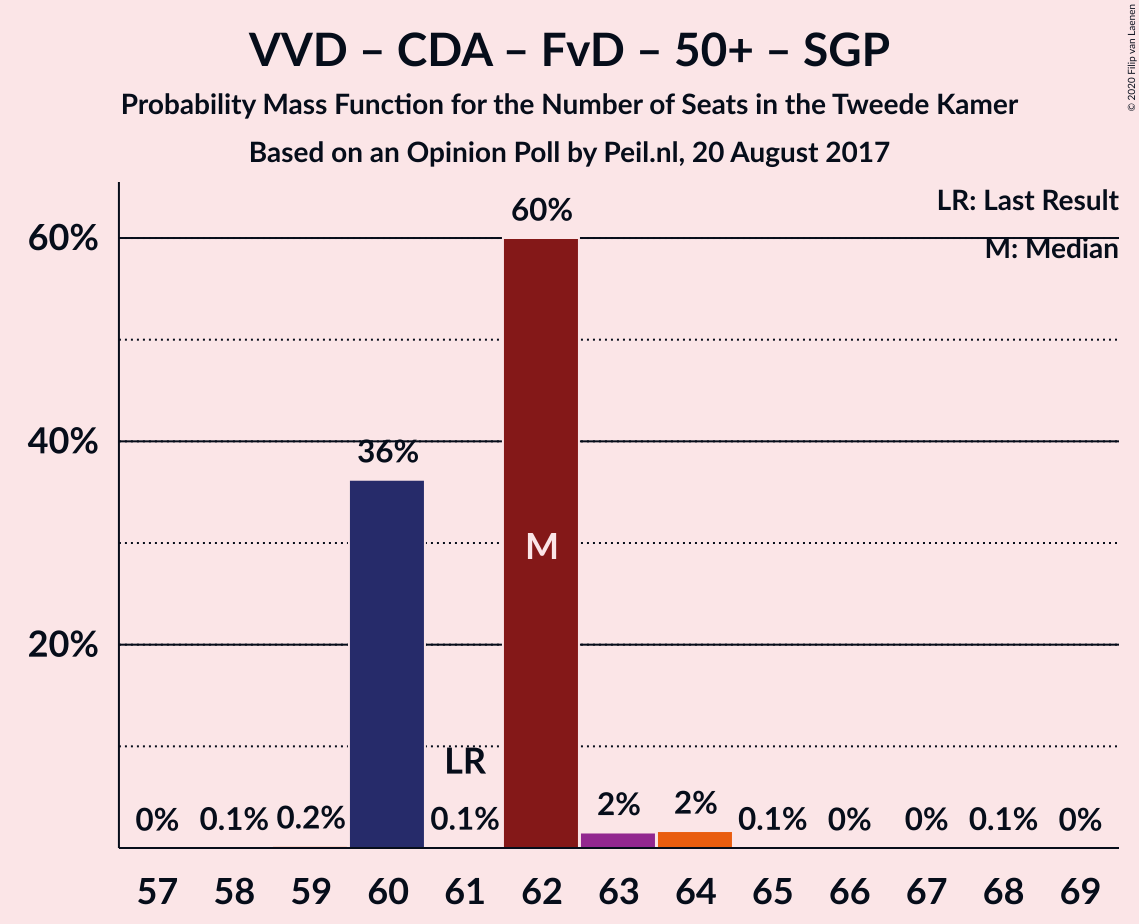 VVD – CDA – FvD – 50+ – SGP
Probability Mass Function for the Number of Seats in the Tweede Kamer
Based on an Opinion Poll by Peil.nl, 20 August 2017
© 2020 Filip van Laenen
LR: Last Result
M: Median
60%
40%
20%
60%
36%
M
LR
0% 0.1% 0.2% 0.1% 2% 2% 0.1% 0% 0% 0.1% 0%
57 58 59 60 61 62 63 64 65 66 67 68 69